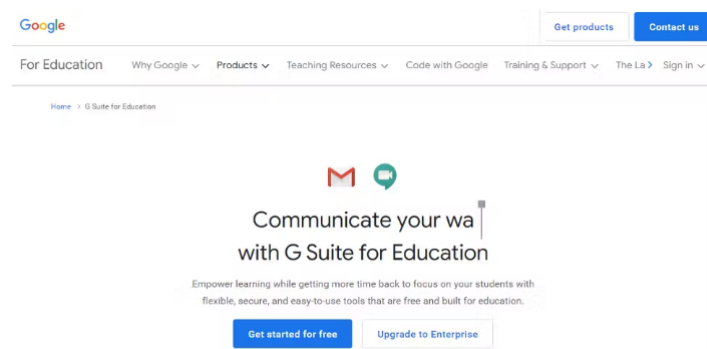 Google
Get products
Contact us
For Education
Why Google
Products
Teaching Resources
Code with Google
Training & Support
The La
Sign in
Home > G Suite for Education
Communicate your wa
with G Suite for Education
Empower learning while getting more time back to focus on your students with
flexible, secure, and easy-to-use tools that are free and built for education.
Get started for free
Upgrade to Enterprise